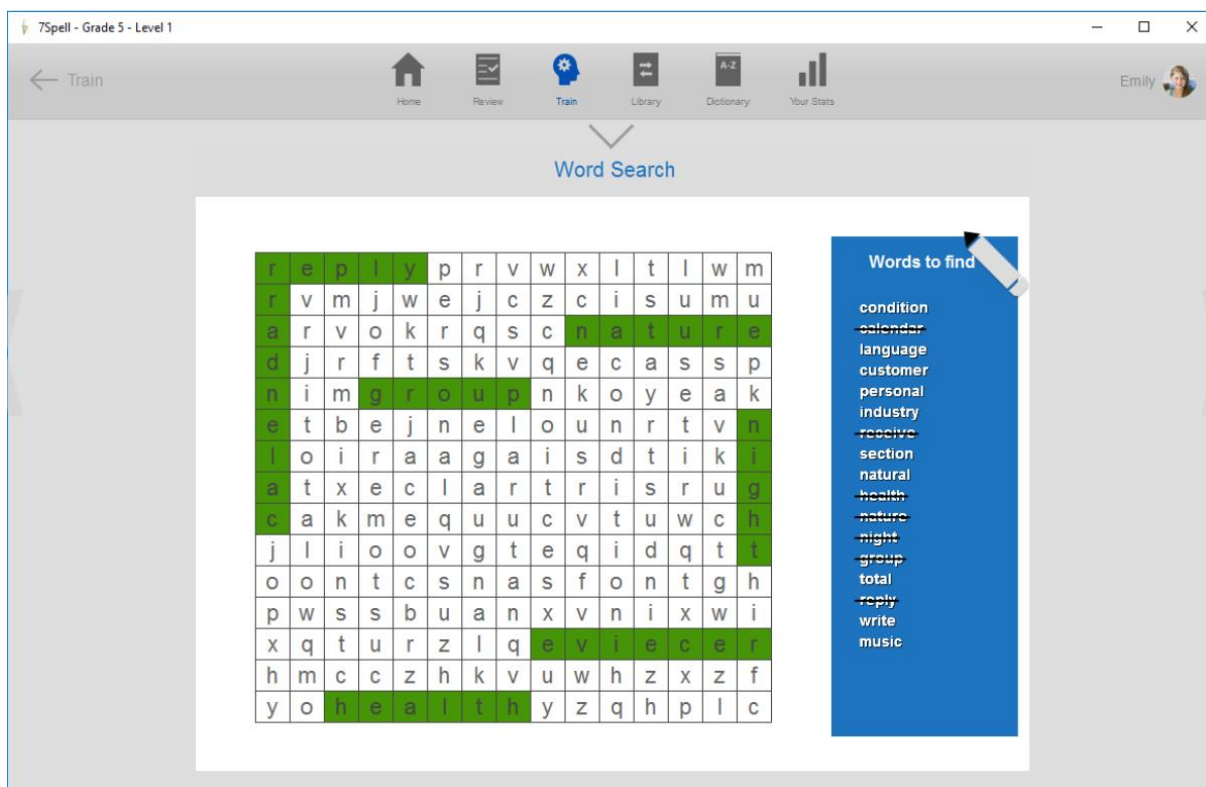 7Spell - Grade 5 - Level 1
Train
Home
Review
Train
Library
A-Z
Dictionary
Your Stats
Emily
Word Search
r e p l y p r v w x l t l w m
r v m j w e j c z c i s u m u
a r v o k r q s c n a t u r e
d j r f t s k v q e c a s s p
n i m g r o u p n k o y e a k
e t b e j n e l o u n r t v n
l o i r a a g a i s d t i k i
a t x e c l a r t r i s r u g
c a k m e q u u c v t u w c h
j l i o o v g t e q i d q t t
o o n t c s n a s f o n t g h
p w s s b u a n x v n i x w i
x q t u r z l q e v i e c e r
h m c c z h k v u w h z x z f
y o h e a l t h y z q h p l c
Words to find
condition
calendar
language
customer
personal
industry
receive
section
natural
health
nature
night
group
total
reply
write
music